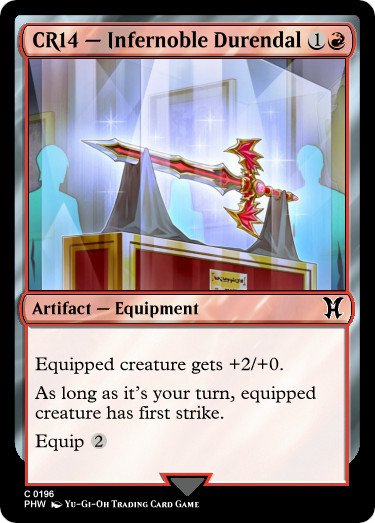 CR14 — Infernoble Durendal 1
Artifact — Equipment
Equipped creature gets +2/+0.
As long as it's your turn, equipped
creature has first strike.
Equip 2
C 0196
PHW Yu-Gi-Oh Trading Card Game